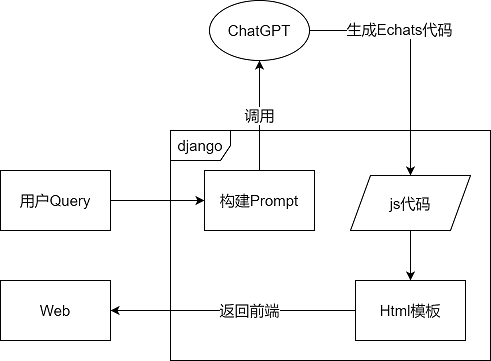 ChatGPT
生成Echats代码
调用
django
用户Query
构建Prompt
js代码
Web
返回前端
Html模板